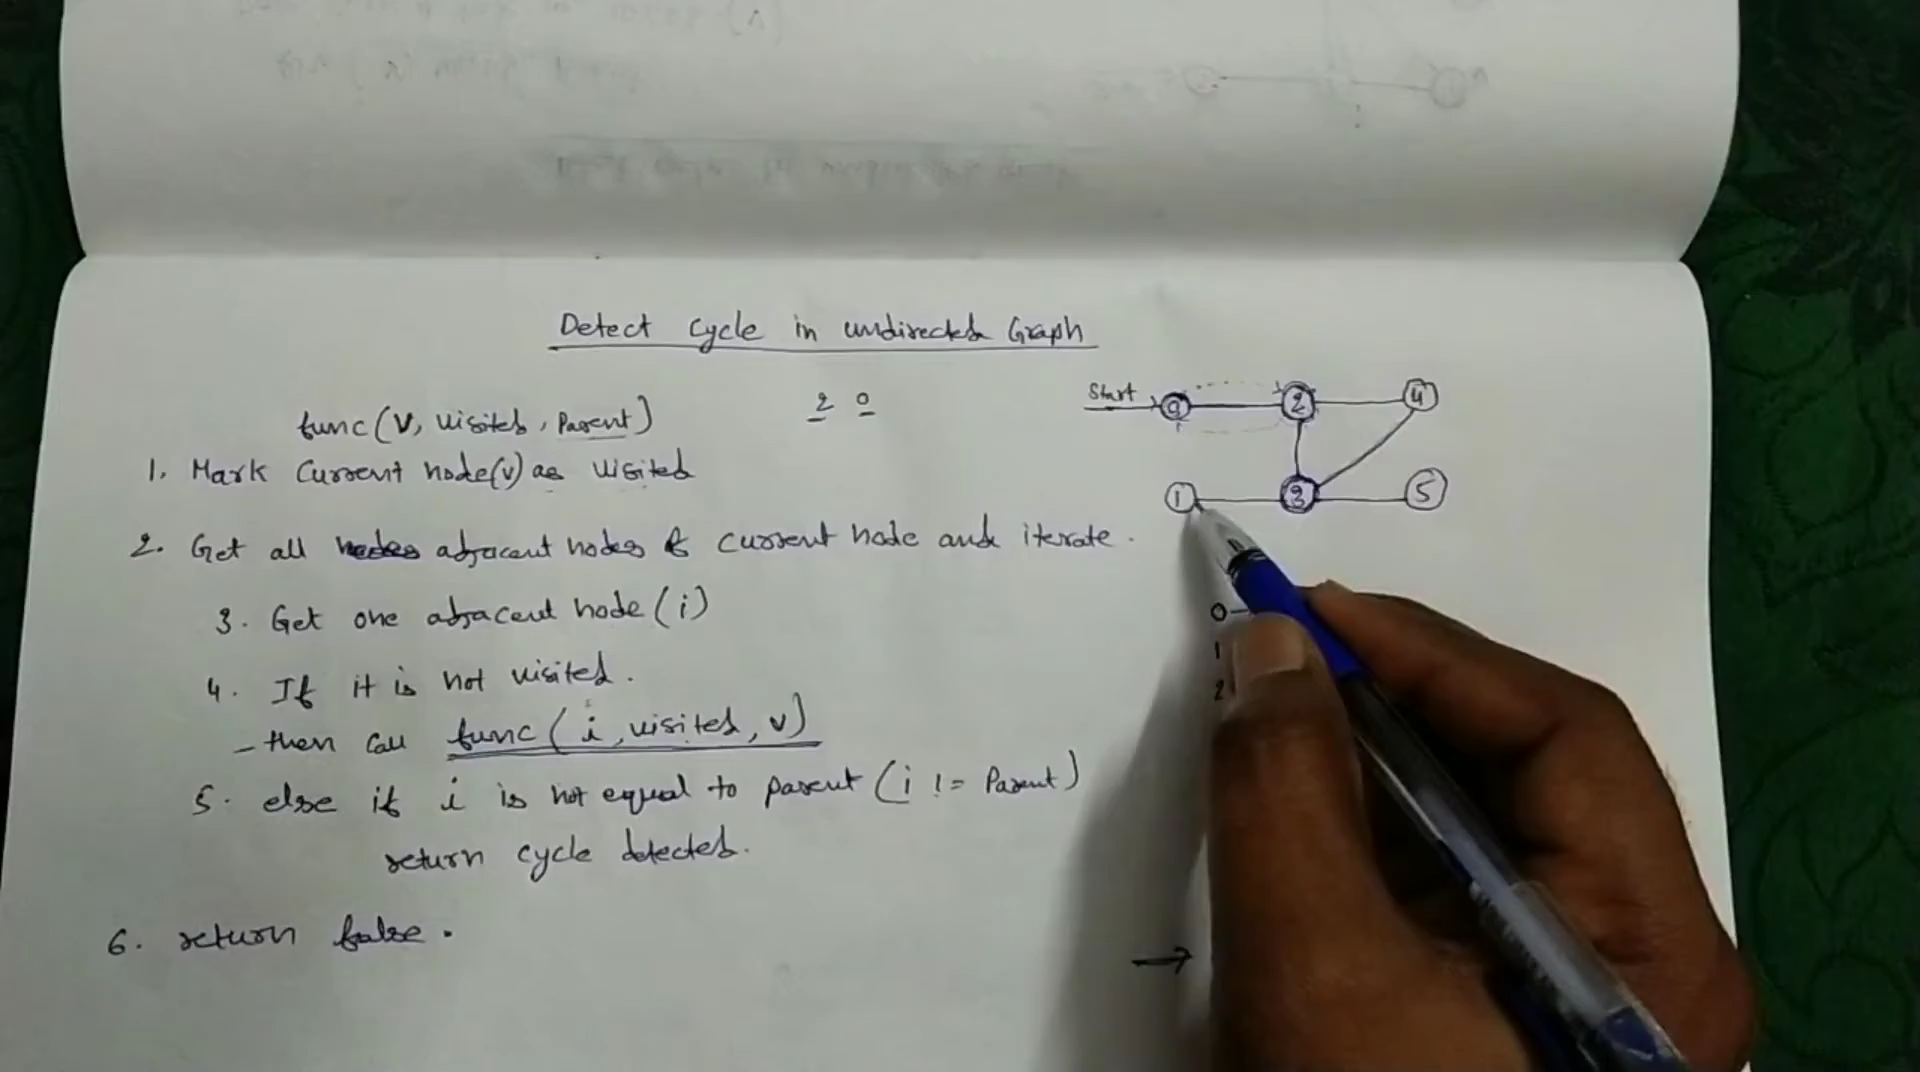 Detect cycle in undirected Graph
func(V, visited, Parent)
2 0
1. Mark Current node(v) as visited
2. Get all adjacent nodes of current node and iterate.
3. Get one adjacent node (i)
4. If it is not visited.
- then call func(i, visited, v)
5. else if i is not equal to parent (i != Parent)
return cycle detected.
6. return false.
Start 0 2 4
1 3 5
0
1
2